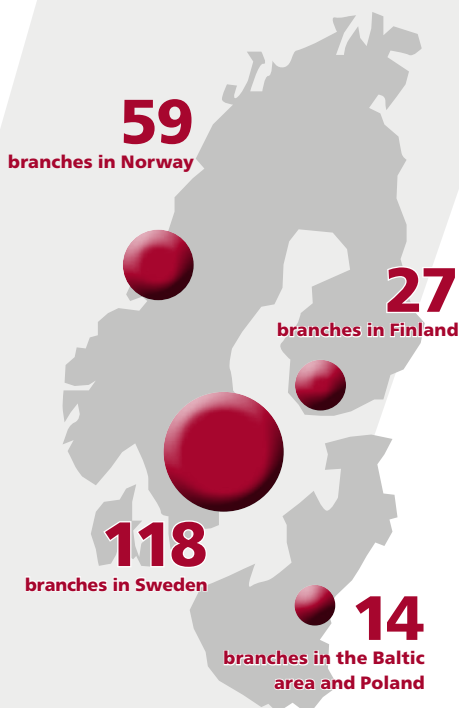 59
branches in Norway
27
branches in Finland
118
branches in Sweden
14
branches in the Baltic
area and Poland